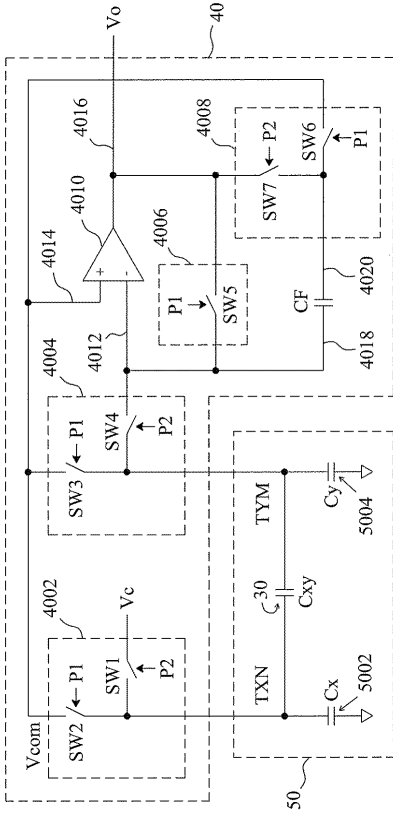 Vo
40
4016
4008
4014
4010
4006
P2
SW7
SW6
P1
+
-
P1
SW5
4012
4020
CF
4018
4004
P1
SW3
SW4
P2
Vc
4002
P1
SW2
SW1
P2
Vcom
TYM
Cy
5004
30
Cxy
TXN
Cx
5002
50